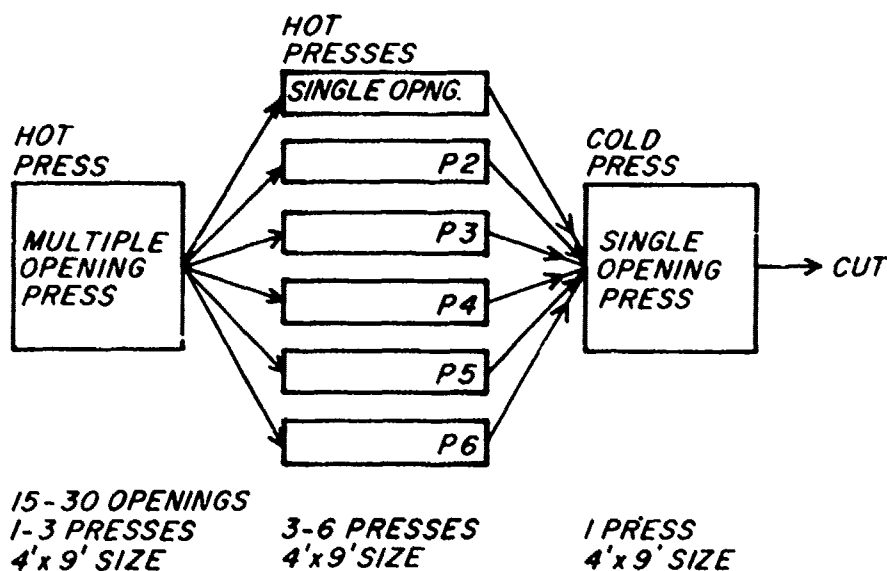 HOT
PRESS
MULTIPLE
OPENING
PRESS
HOT
PRESSES
SINGLE OPNG.
P2
P3
P4
P5
P6
COLD
PRESS
SINGLE
OPENING
PRESS
CUT
15-30 OPENINGS
1-3 PRESSES
4'x 9' SIZE
3-6 PRESSES
4'x 9' SIZE
1 PRESS
4'x 9' SIZE